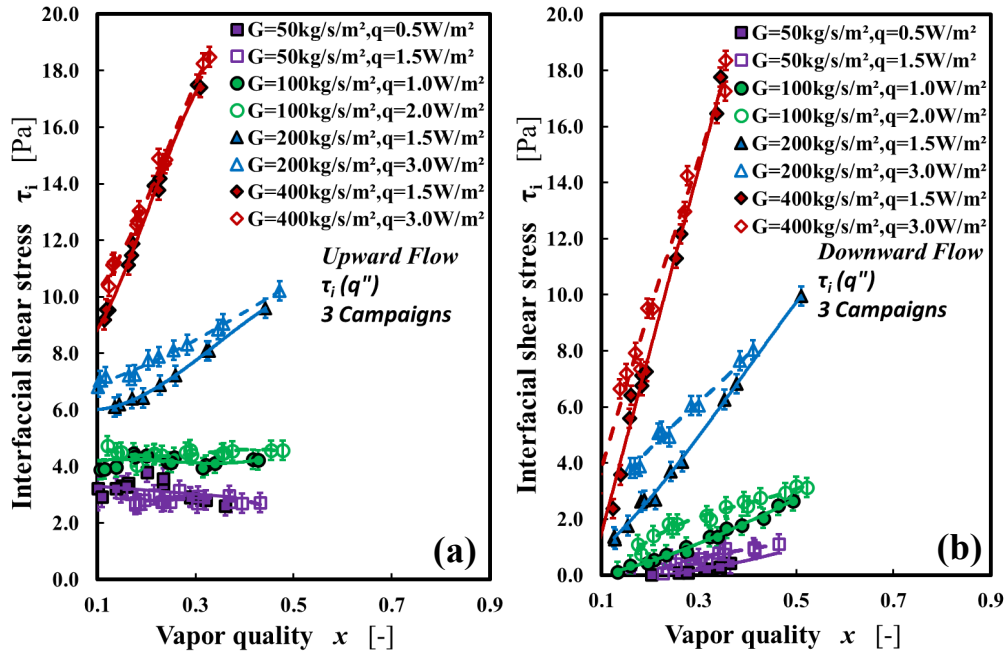 20.0
18.0
16.0
14.0
12.0
10.0
8.0
6.0
4.0
2.0
0.0
Interfaccial shear stress τi [Pa]
G=50kg/s/m²,q=0.5W/m²
G=50kg/s/m²,q=1.5W/m²
G=100kg/s/m²,q=1.0W/m²
G=100kg/s/m²,q=2.0W/m²
G=200kg/s/m²,q=1.5W/m²
G=200kg/s/m²,q=3.0W/m²
G=400kg/s/m²,q=1.5W/m²
G=400kg/s/m²,q=3.0W/m²
Upward Flow
τi (q")
3 Campaigns
(a)
0.1 0.3 0.5 0.7 0.9
Vapor quality x [-]
20.0
18.0
16.0
14.0
12.0
10.0
8.0
6.0
4.0
2.0
0.0
Interfacial shear stress τi [Pa]
G=50kg/s/m²,q=0.5W/m²
G=50kg/s/m²,q=1.5W/m²
G=100kg/s/m²,q=1.0W/m²
G=100kg/s/m²,q=2.0W/m²
G=200kg/s/m²,q=1.5W/m²
G=200kg/s/m²,q=3.0W/m²
G=400kg/s/m²,q=1.5W/m²
G=400kg/s/m²,q=3.0W/m²
Downward Flow
τi (q")
3 Campaigns
(b)
0.1 0.3 0.5 0.7 0.9
Vapor quality x [-]